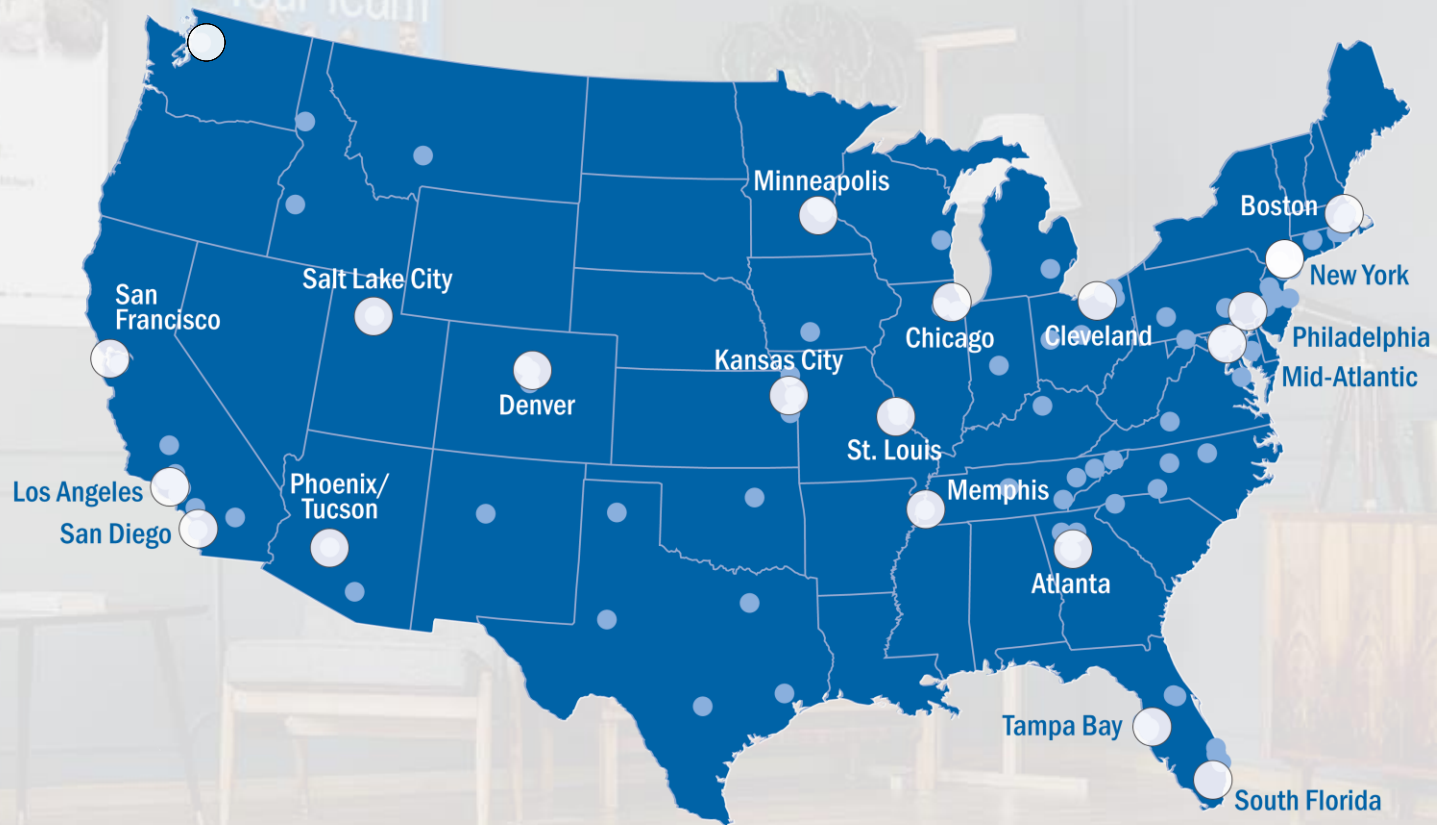 Minneapolis
Boston
Salt Lake City
New York
San
Francisco
Chicago
Cleveland
Philadelphia
Kansas City
Mid-Atlantic
Denver
St. Louis
Los Angeles
Phoenix/
Tucson
Memphis
San Diego
Atlanta
Tampa Bay
South Florida